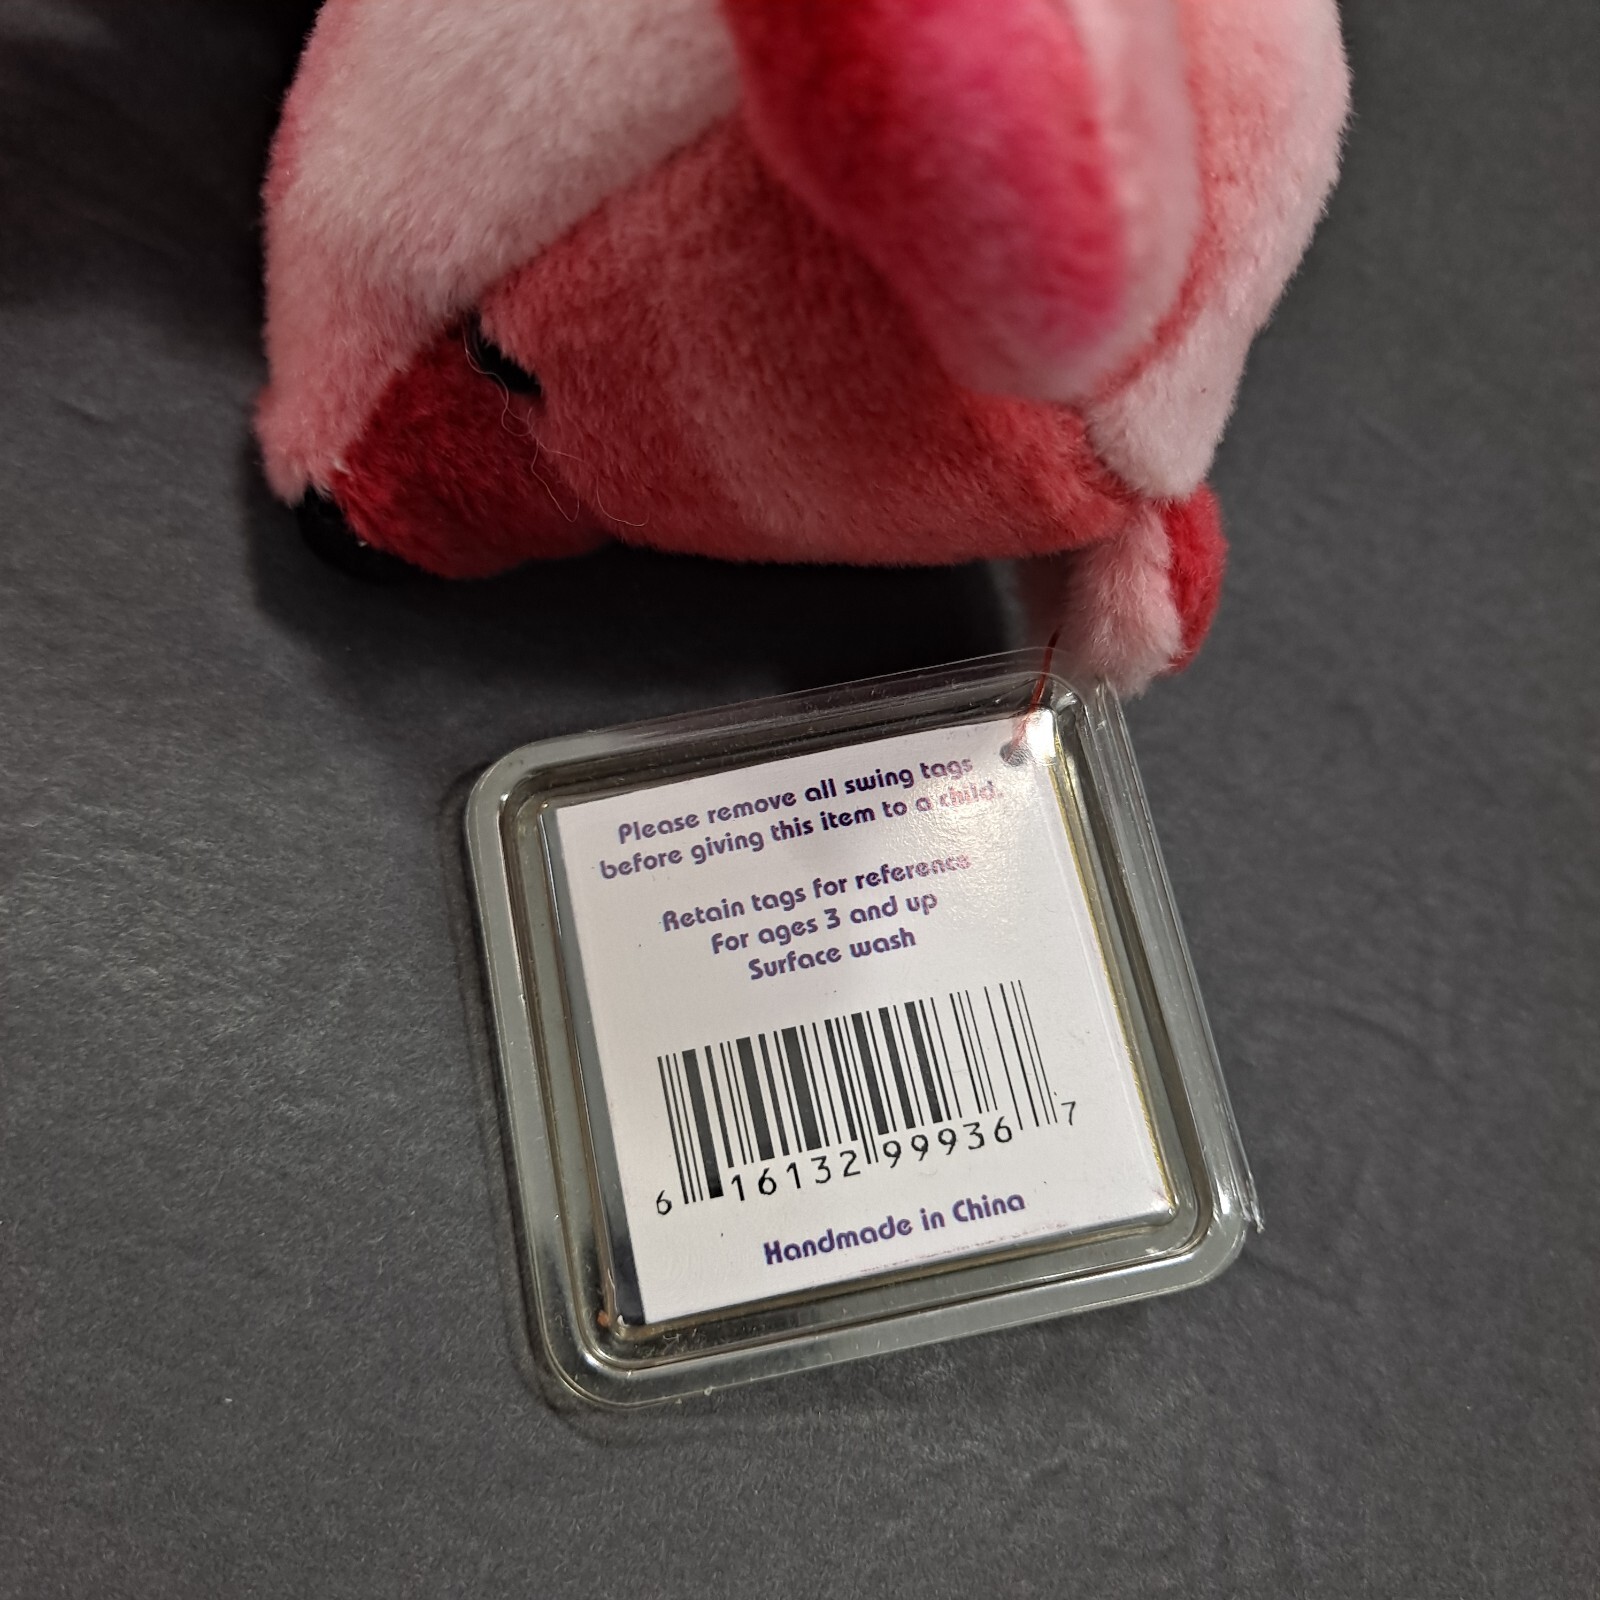 Please remove all swing tags
before giving this item to a child.
Retain tags for reference
For ages 3 and up
Surface wash
6 16132 99936 7
Handmade in China